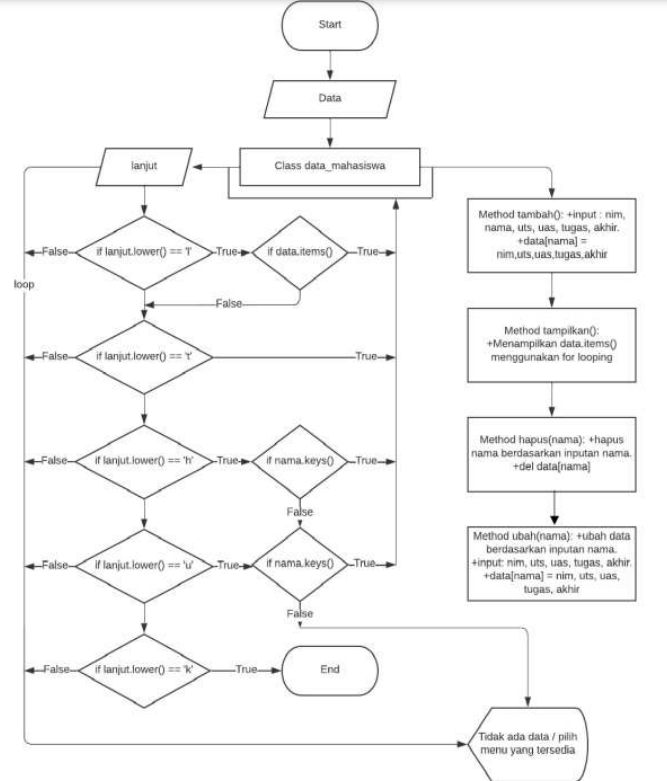 Start
Data
lanjut
Class data_mahasiswa
Method tambah(): +input : nim,
nama, uts, uas, tugas, akhir.
+data[nama] =
nim,uts,uas,tugas,akhir
False
if lanjut.lower() == 'l'
True
if data.items()
True
loop
False
Method tampilkan():
+Menampilkan data.items()
menggunakan for looping
False
if lanjut.lower() == 't'
True
Method hapus(nama): +hapus
nama berdasarkan inputan nama.
+del data[nama]
False
if lanjut.lower() == 'h'
True
if nama.keys()
True
False
Method ubah(nama): +ubah data
berdasarkan inputan nama.
+input: nim, uts, uas, tugas, akhir.
+data[nama] = nim, uts, uas,
tugas, akhir
False
if lanjut.lower() == 'u'
True
if nama.keys()
True
False
False
if lanjut.lower() == 'k'
True
End
Tidak ada data / pilih
menu yang tersedia